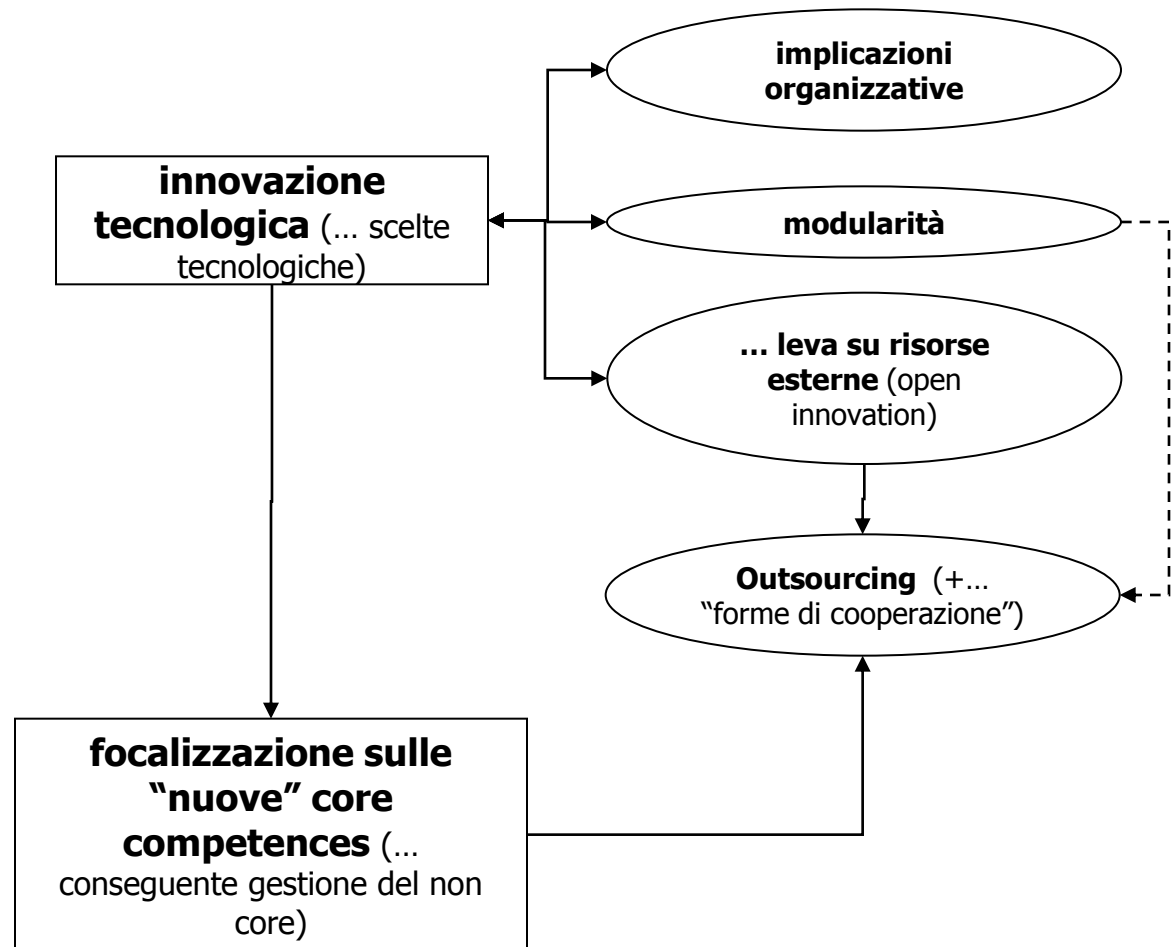 implicazioni
organizzative
innovazione
tecnologica (… scelte
tecnologiche)
modularità
… leva su risorse
esterne (open
innovation)
Outsourcing (+…
“forme di cooperazione”)
focalizzazione sulle
“nuove” core
competences (…
conseguente gestione del non
core)